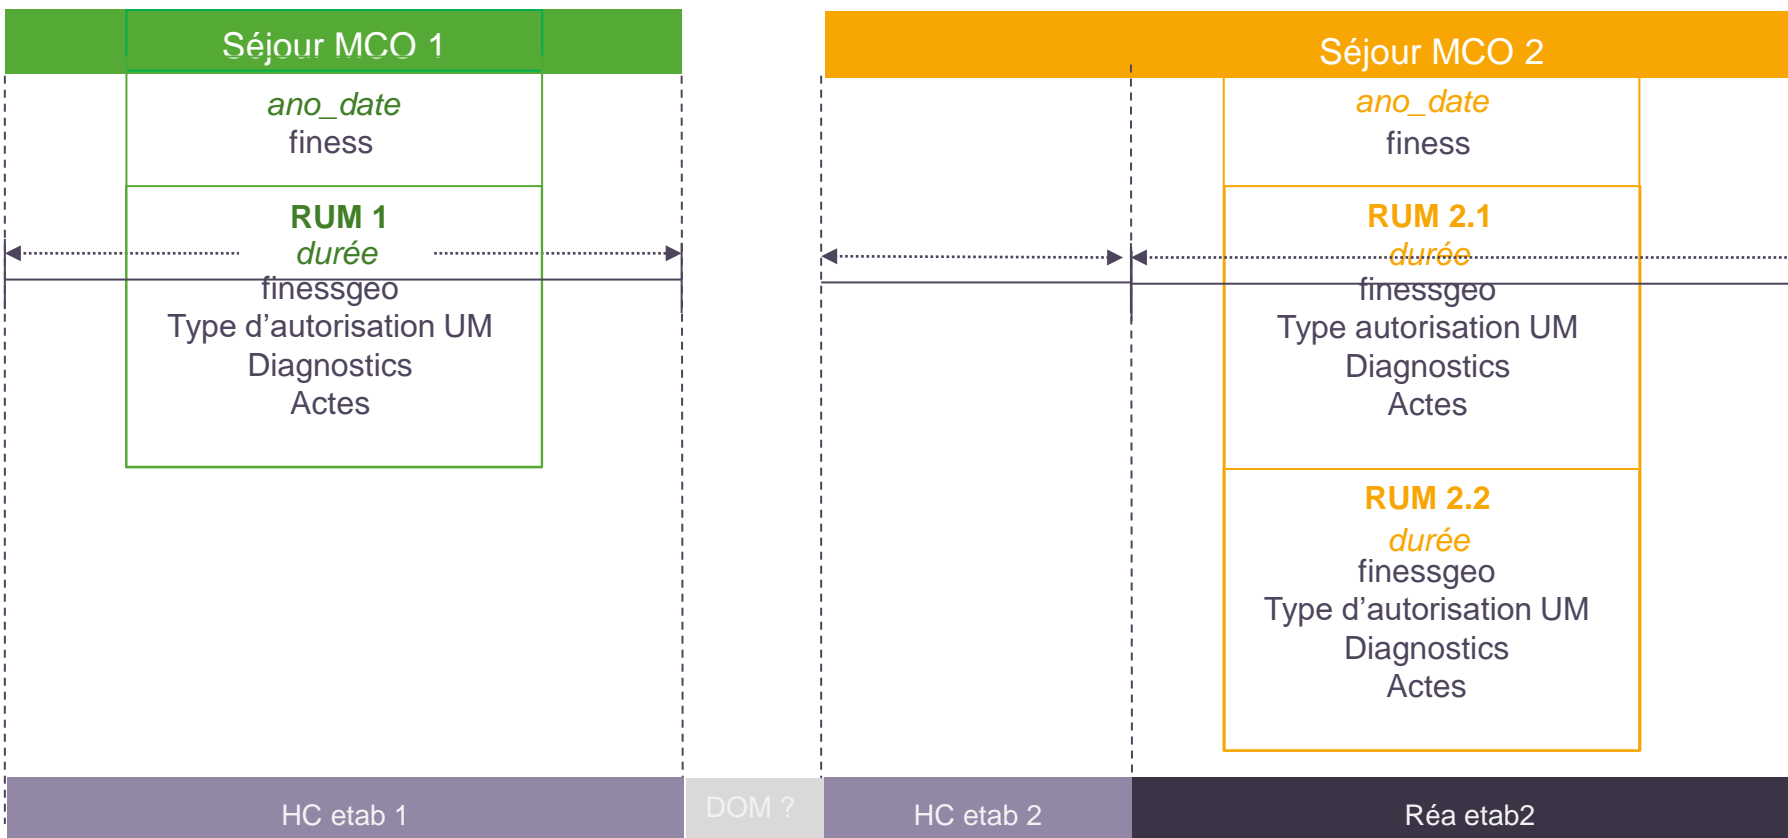 Séjour MCO 1
ano_date
finess
RUM 1
durée
finessgeo
Type d’autorisation UM
Diagnostics
Actes
Séjour MCO 2
ano_date
finess
RUM 2.1
durée
finessgeo
Type autorisation UM
Diagnostics
Actes
RUM 2.2
durée
finessgeo
Type d’autorisation UM
Diagnostics
Actes
HC etab 1
DOM ?
HC etab 2
Réa etab2